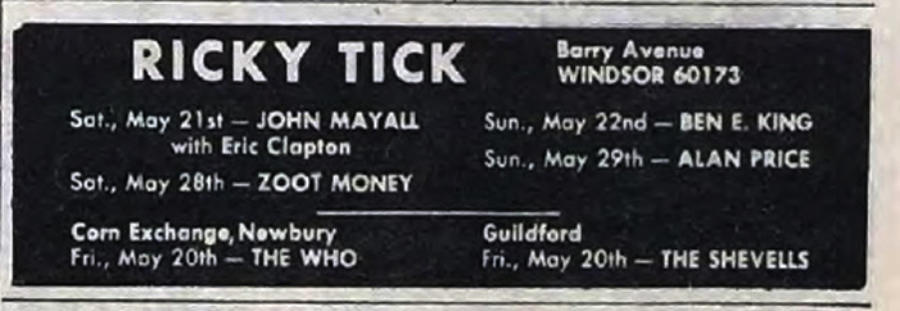 RICKY TICK
Barry Avenue
WINDSOR 60173
Sat., May 21st — JOHN MAYALL
with Eric Clapton
Sat., May 28th — ZOOT MONEY
Sun., May 22nd — BEN E. KING
Sun., May 29th — ALAN PRICE
Corn Exchange, Newbury
Fri., May 20th — THE WHO
Guildford
Fri., May 20th — THE SHEVELLS